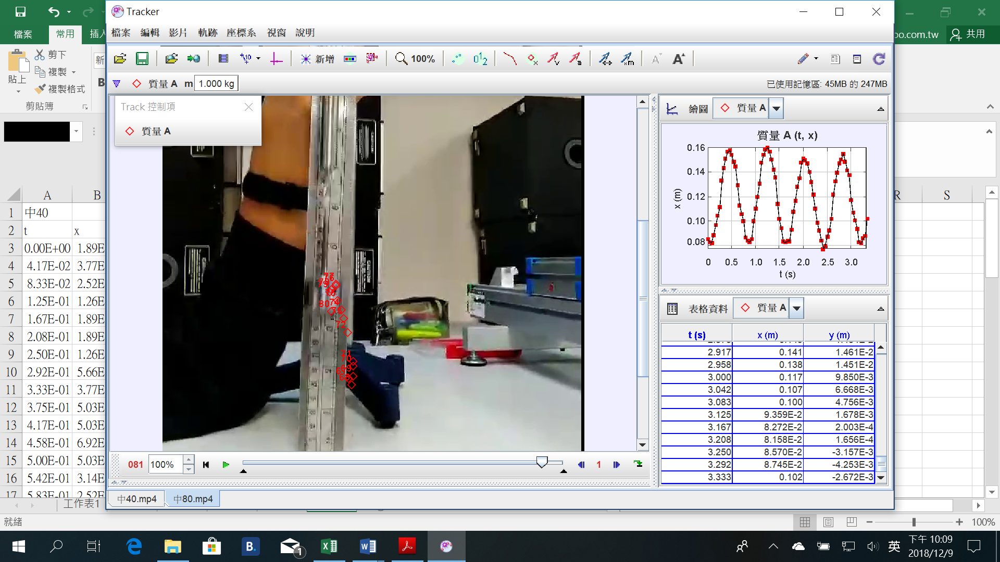 Tracker
檔案 編輯 影片 軌跡 座標系 視窗 說明
檔案 常用 插入
oo.com.tw 共用
新增 100%
質量 A m 1.000 kg
已使用記憶區: 45MB 的 247MB
剪下
複製
複製格式
貼上
剪貼簿
新
B
Track 控制項
質量 A
繪圖 質量 A
質量 A (t, x)
0.16
0.14
0.12
0.10
0.08
x (m)
0 0.5 1.0 1.5 2.0 2.5 3.0
t (s)
表格資料 質量 A
t (s) x (m) y (m)
2.917 0.141 1.461E-2
2.958 0.138 1.451E-2
3.000 0.117 9.850E-3
3.042 0.107 6.668E-3
3.083 0.100 4.756E-3
3.125 9.359E-2 1.678E-3
3.167 8.272E-2 2.003E-4
3.208 8.158E-2 1.656E-4
3.250 8.570E-2 -3.157E-3
3.292 8.745E-2 -4.253E-3
3.333 0.102 -2.672E-3
A B R S
1 中40
2 t x
3 0.00E+00 1.89E
4 4.17E-02 3.77E
5 8.33E-02 2.52E
6 1.25E-01 1.26E
7 1.67E-01 1.89E
8 2.08E-01 1.89E
9 2.50E-01 1.26E
10 2.92E-01 5.66E
11 3.33E-01 3.77E
12 3.75E-01 5.03E
13 4.17E-01 5.03E
14 4.58E-01 6.92E
15 5.00E-01 5.03E
16 5.42E-01 3.14E
17 5.83E-01 2.52E
80 74
72
71
70
081 100% 1
中40.mp4 中80.mp4
工作表1
就緒
100%
B.
1
英
下午 10:09
2018/12/9